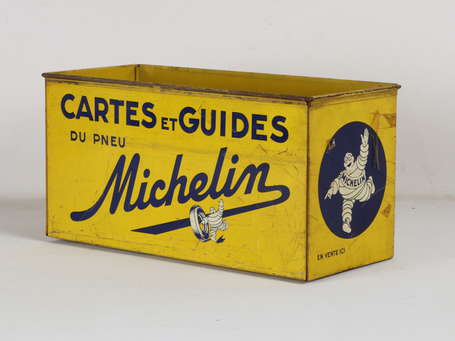 CARTES ET GUIDES
DU PNEU
Michelin
MICHELIN
EN VENTE ICI